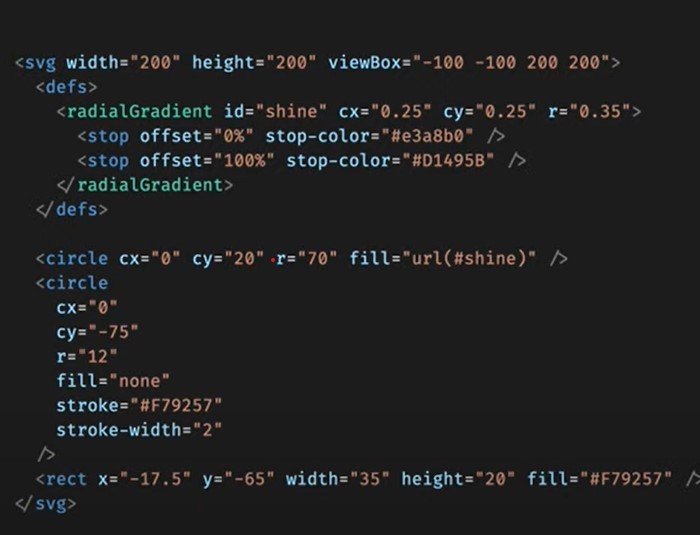 <svg width="200" height="200" viewBox="-100 -100 200 200">
<defs>
<radialGradient id="shine" cx="0.25" cy="0.25" r="0.35">
<stop offset="0%" stop-color="#e3a8b0" />
<stop offset="100%" stop-color="#D1495B" />
</radialGradient>
</defs>
<circle cx="0" cy="20" r="70" fill="url(#shine)" />
<circle
cx="0"
cy="-75"
r="12"
fill="none"
stroke="#F79257"
stroke-width="2"
/>
<rect x="-17.5" y="-65" width="35" height="20" fill="#F79257" />
</svg>